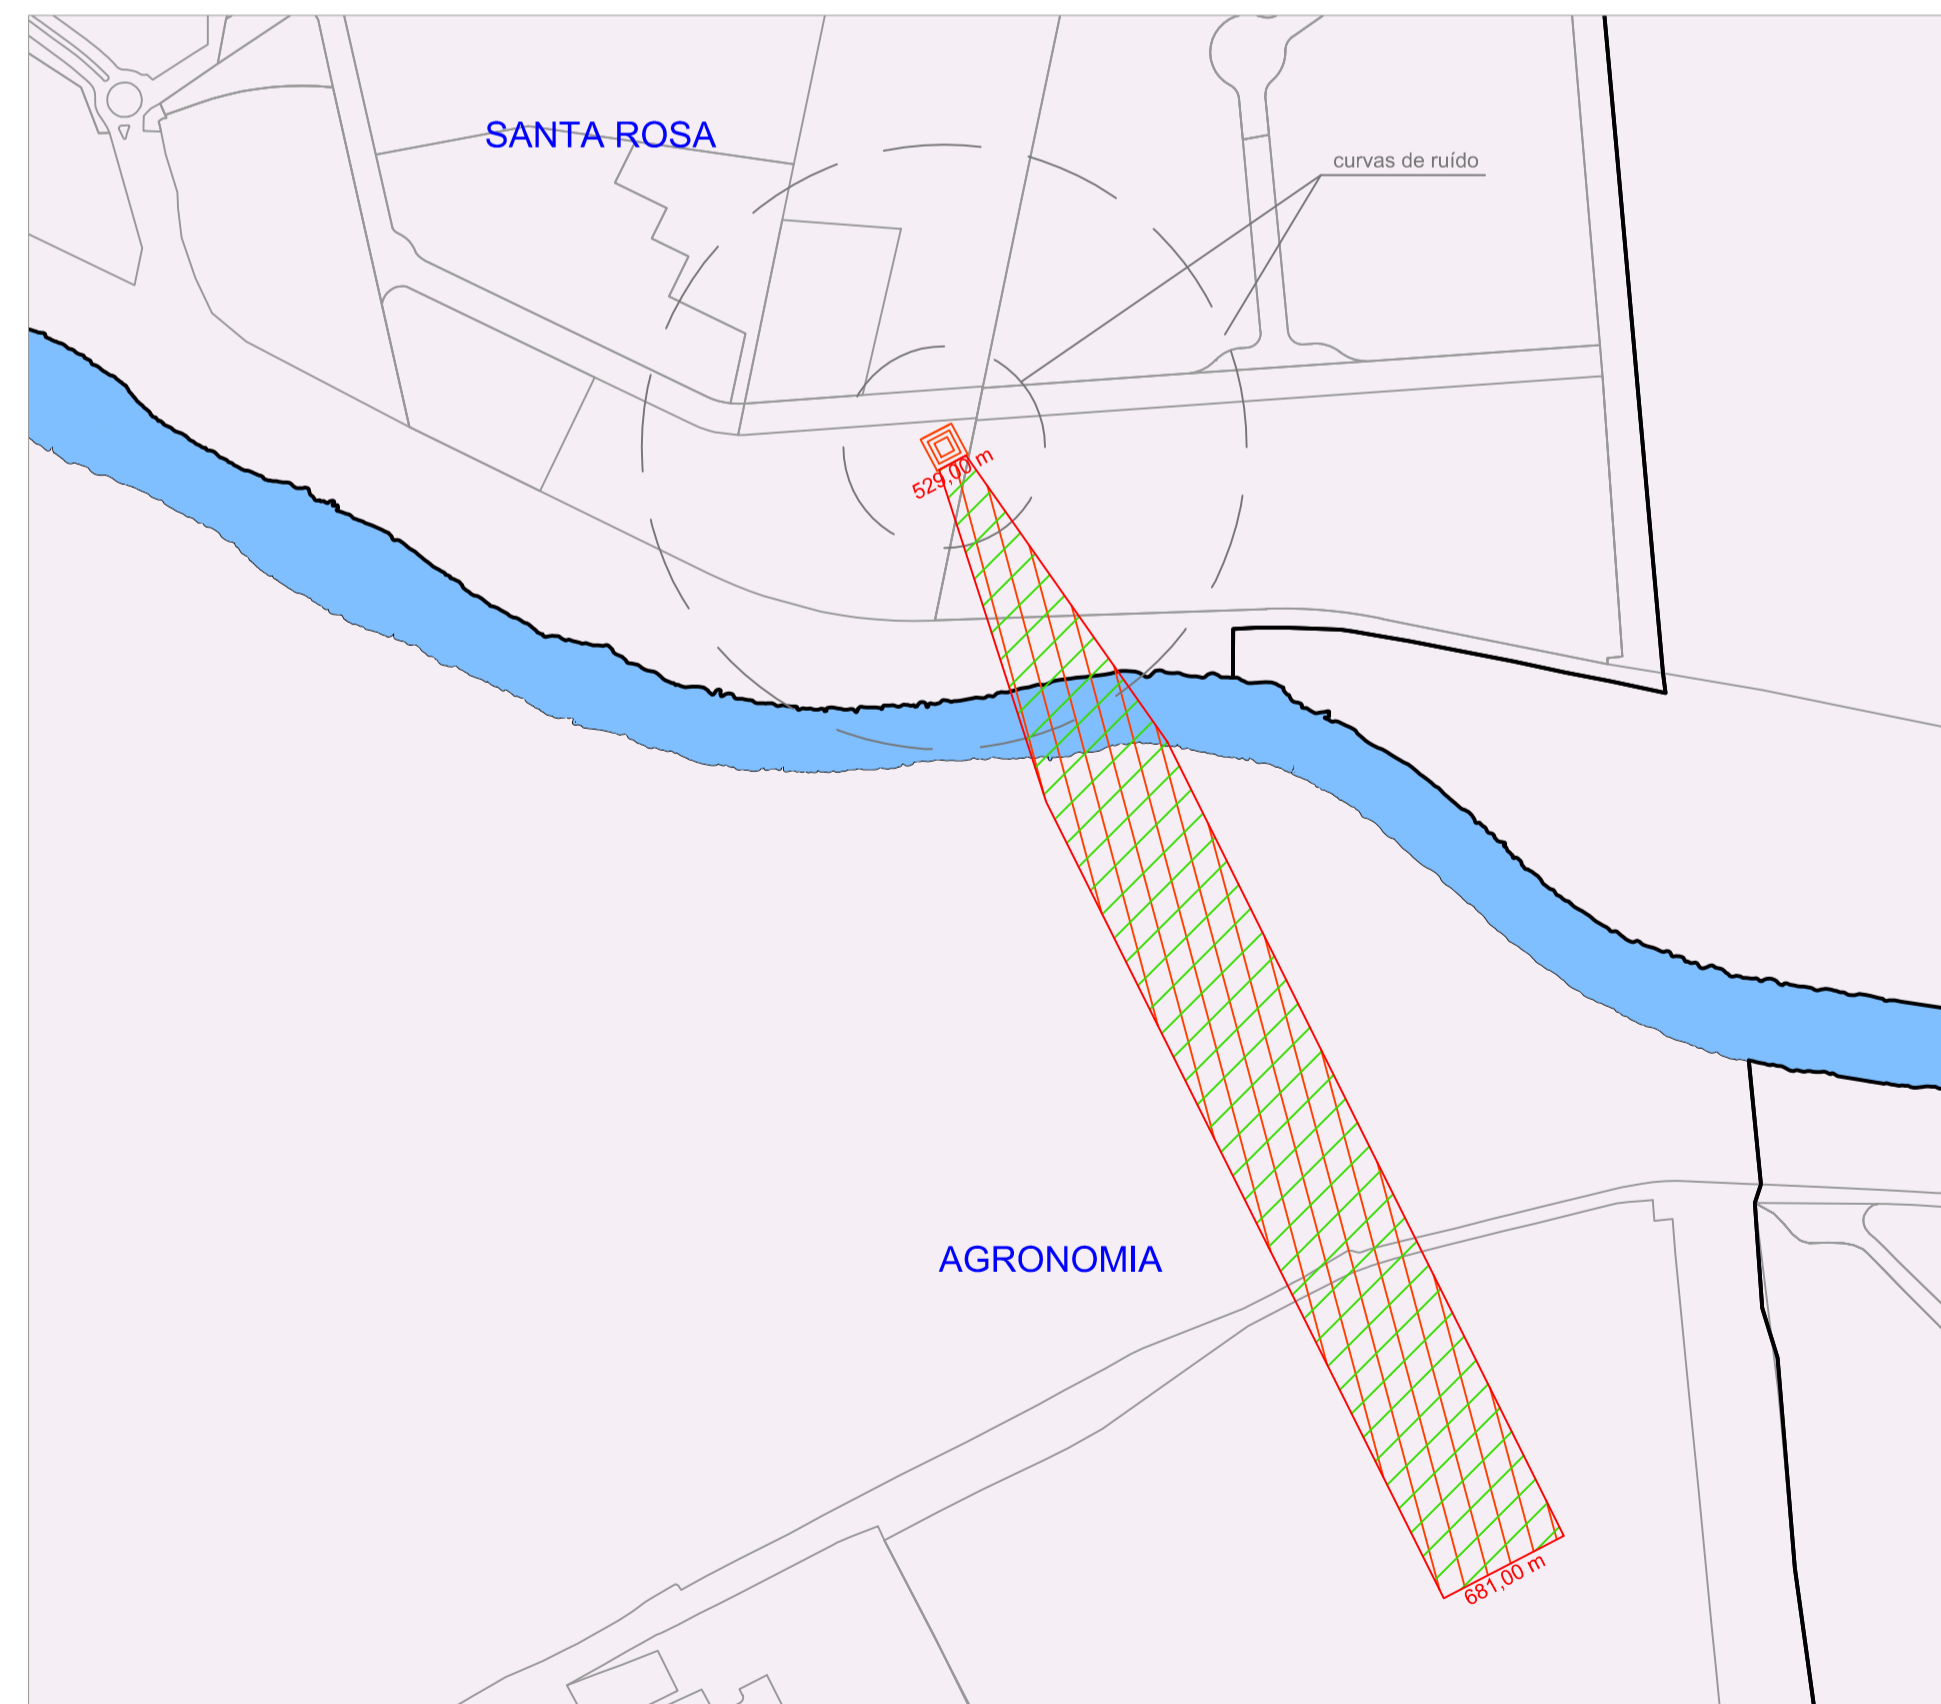 SANTA ROSA
curvas de ruído
529,00 m
AGRONOMIA
681,00 m